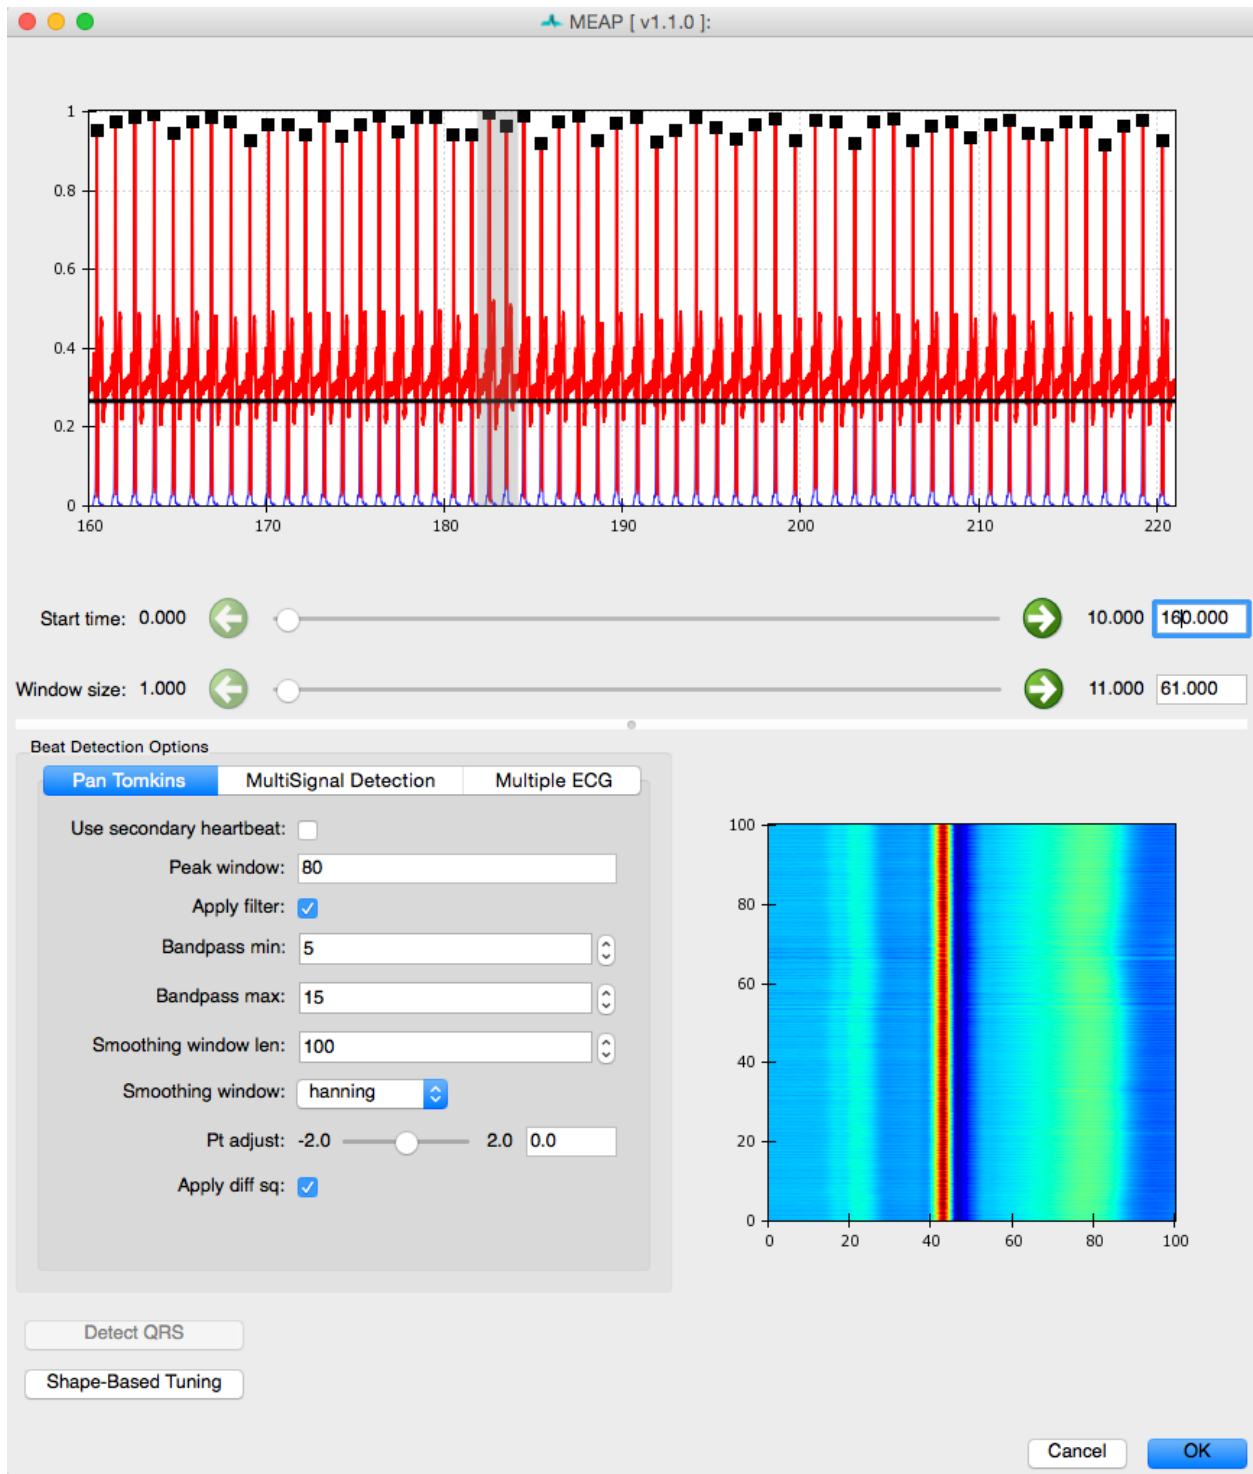 MEAP [ v1.1.0 ]:
1
0.8
0.6
0.4
0.2
0
160 170 180 190 200 210 220
Start time: 0.000 10.000 160.000
Window size: 1.000 11.000 61.000
Beat Detection Options
Pan Tomkins MultiSignal Detection Multiple ECG
Use secondary heartbeat:
Peak window: 80
Apply filter:
Bandpass min: 5
Bandpass max: 15
Smoothing window len: 100
Smoothing window: hanning
Pt adjust: -2.0 2.0 0.0
Apply diff sq:
100
80
60
40
20
0
0 20 40 60 80 100
Detect QRS
Shape-Based Tuning
Cancel OK